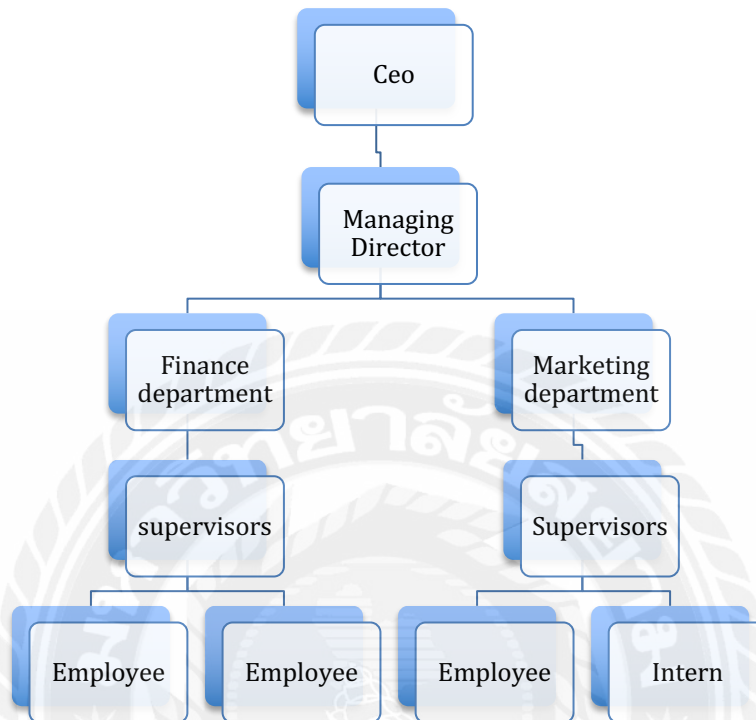 Ceo
Managing
Director
Finance
department
Marketing
department
supervisors
Supervisors
Employee
Employee
Employee
Intern